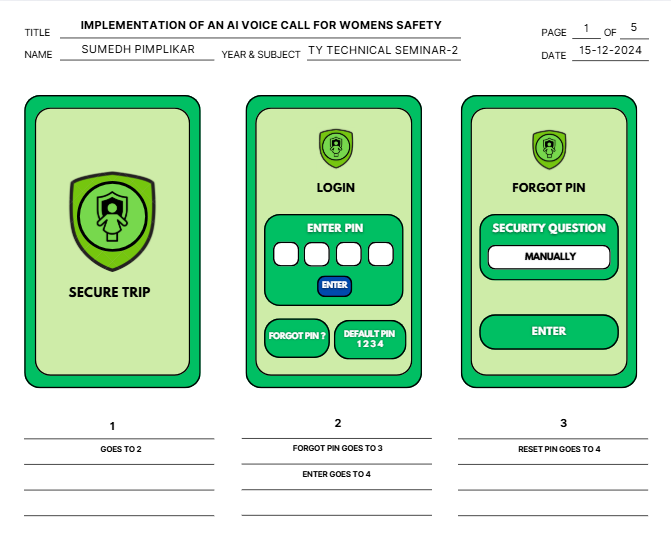 TITLE IMPLEMENTATION OF AN AI VOICE CALL FOR WOMENS SAFETY PAGE 1 OF 5
NAME SUMEDH PIMPLIKAR YEAR & SUBJECT TY TECHNICAL SEMINAR-2 DATE 15-12-2024
SECURE TRIP
LOGIN
ENTER PIN
ENTER
FORGOT PIN ?
DEFAULT PIN
1234
FORGOT PIN
SECURITY QUESTION
MANUALLY
ENTER
1
GOES TO 2
2
FORGOT PIN GOES TO 3
ENTER GOES TO 4
3
RESET PIN GOES TO 4